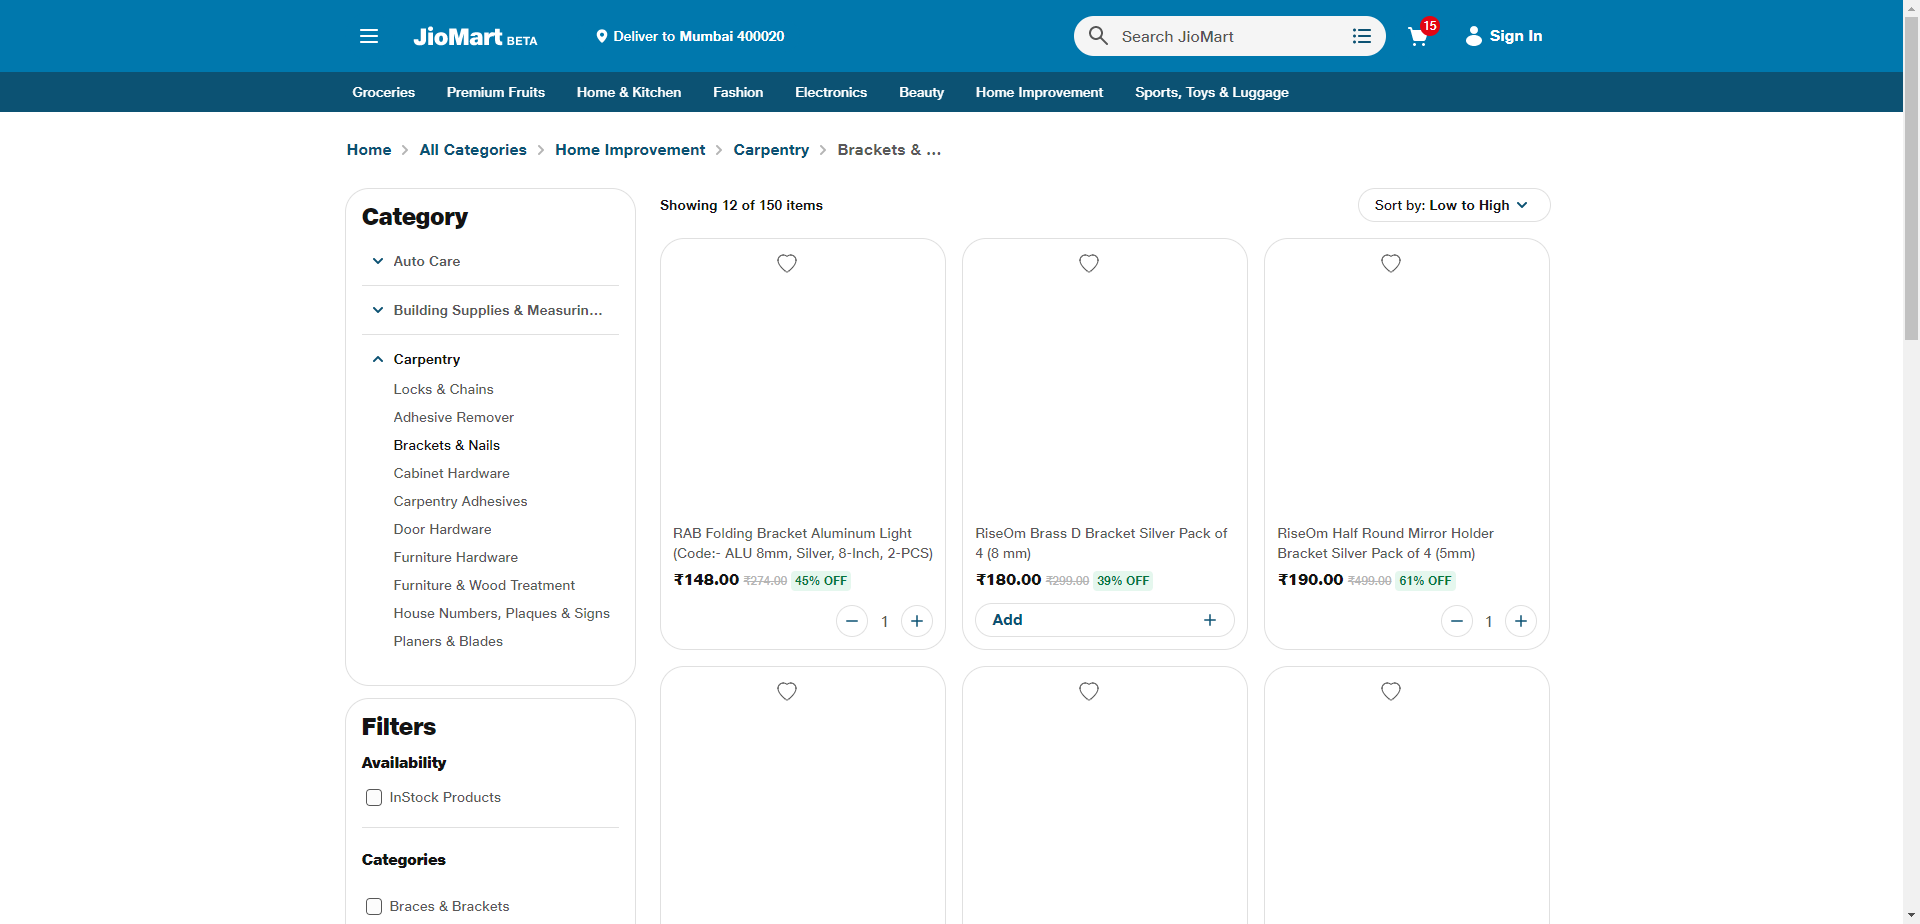 JioMart BETA
Deliver to Mumbai 400020
Search JioMart
15
Sign In
Groceries
Premium Fruits
Home & Kitchen
Fashion
Electronics
Beauty
Home Improvement
Sports, Toys & Luggage
Home
All Categories
Home Improvement
Carpentry
Brackets & ...
Category
Auto Care
Building Supplies & Measurin...
Carpentry
Locks & Chains
Adhesive Remover
Brackets & Nails
Cabinet Hardware
Carpentry Adhesives
Door Hardware
Furniture Hardware
Furniture & Wood Treatment
House Numbers, Plaques & Signs
Planers & Blades
Filters
Availability
InStock Products
Categories
Braces & Brackets
Showing 12 of 150 items
Sort by: Low to High
RAB Folding Bracket Aluminum Light
(Code:- ALU 8mm, Silver, 8-Inch, 2-PCS)
₹148.00 ₹274.00 45% OFF
1
RiseOm Brass D Bracket Silver Pack of
4 (8 mm)
₹180.00 ₹299.00 39% OFF
Add
RiseOm Half Round Mirror Holder
Bracket Silver Pack of 4 (5mm)
₹190.00 ₹499.00 61% OFF
1